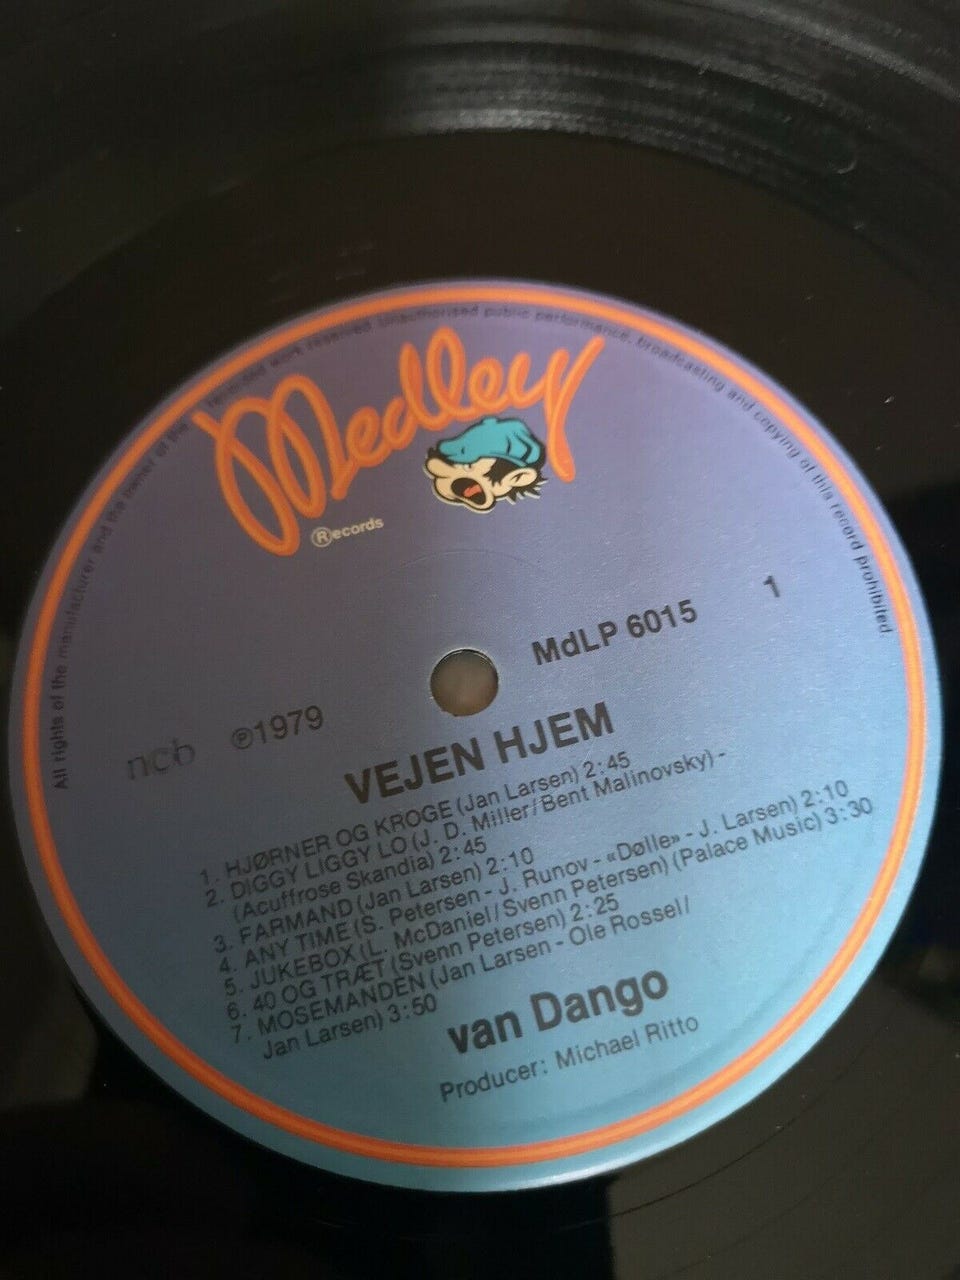 All rights of the manufacturer and the owner of the recorded work reserved. Unauthorised public performance, broadcasting and copying of this record prohibited.
Medley
®ecords
MdLP 6015
1
ncb
℗1979
VEJEN HJEM
1. HJØRNER OG KROGE (Jan Larsen) 2:45
2. DIGGY LIGGY LO (J. D. Miller/Bent Malinovsky) -
(Acuffrose Skandia) 2:45
3. FARMAND (Jan Larsen) 2:10
4. ANY TIME (S. Petersen - J. Runov - «Dølle» - J. Larsen) 2:10
5. JUKEBOX (L. McDaniel/Svenn Petersen) (Palace Music) 3:30
6. 40 OG TRÆT (Svenn Petersen) 2:25
7. MOSEMANDEN (Jan Larsen - Ole Rossel/
Jan Larsen) 3:50
van Dango
Producer: Michael Ritto